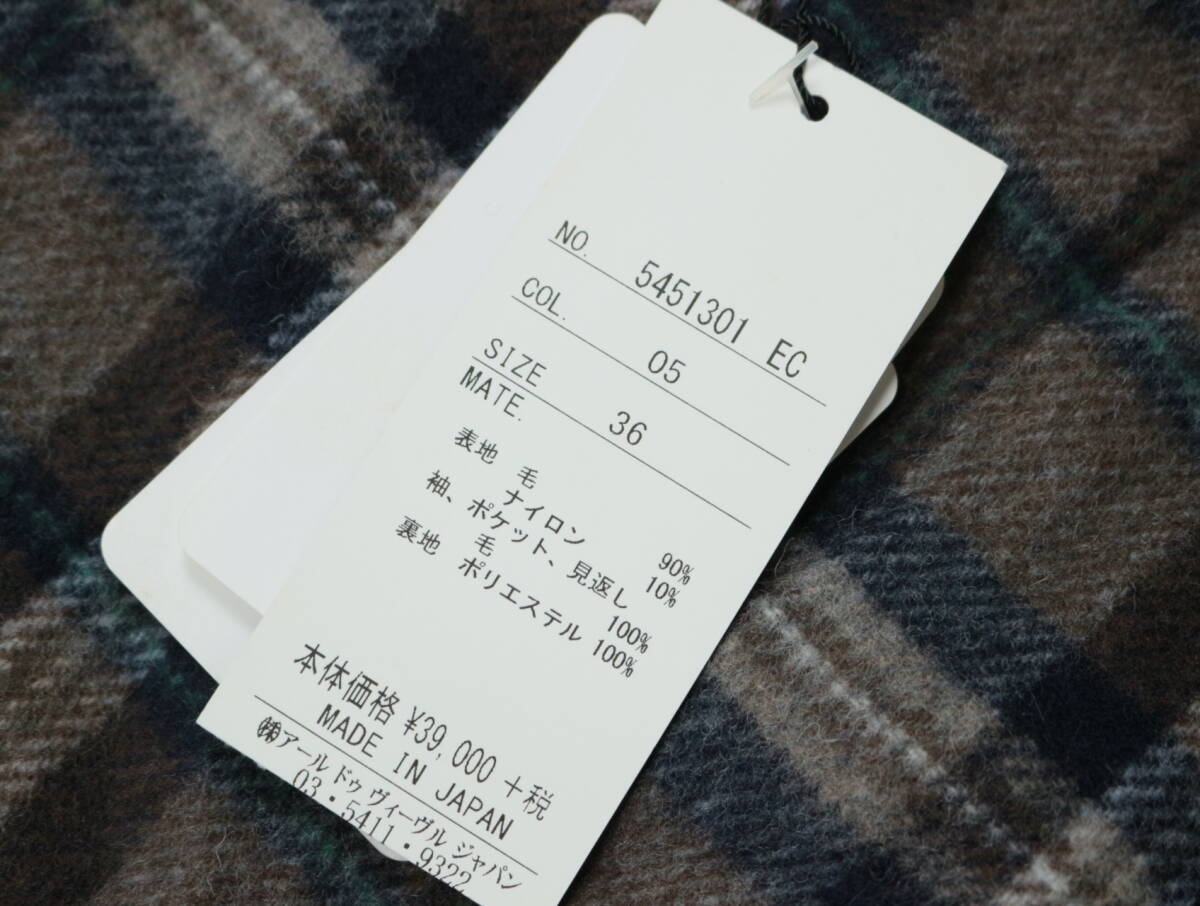 NO. 5451301 EC
COL. 05
SIZE 36
MATE.
表地 毛 90%
ナイロン 10%
袖、ポケット、見返し
毛 100%
裏地 ポリエステル 100%
本体価格 ¥39,000 +税
MADE IN JAPAN
㈱アール ドゥ ヴィーヴル ジャパン
03・5411・9322